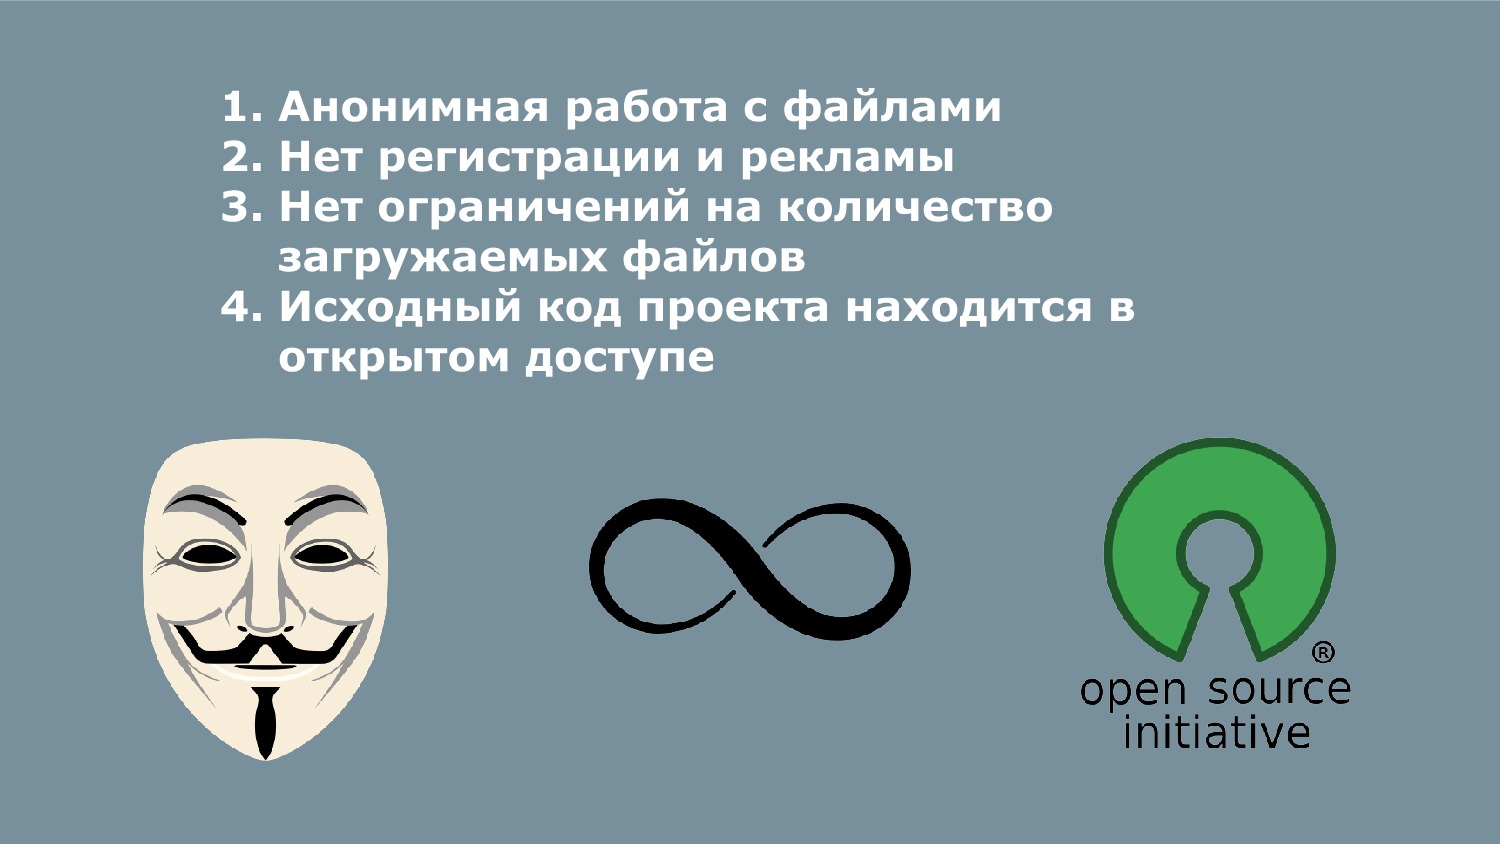 1. Анонимная работа с файлами
2. Нет регистрации и рекламы
3. Нет ограничений на количество
загружаемых файлов
4. Исходный код проекта находится в
открытом доступе
®
open source
initiative